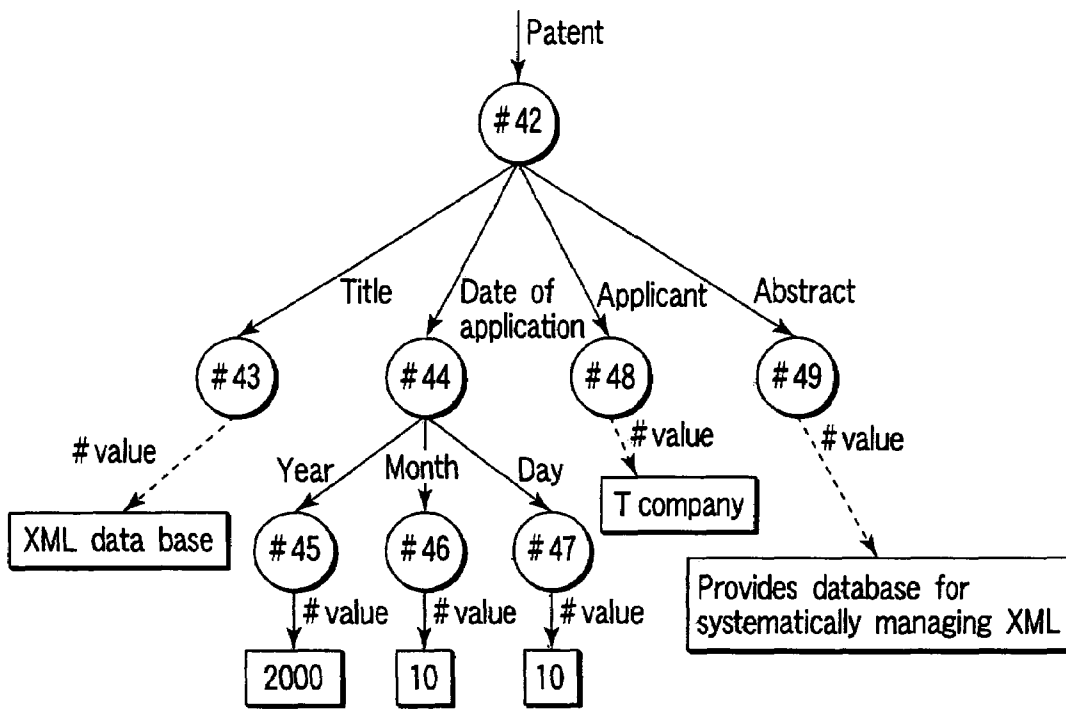 Patent
#42
Title
Date of
application
Applicant
Abstract
#43
#44
#48
#49
#value
#value
#value
Year
Month
Day
T company
XML data base
#45
#46
#47
Provides database for
systematically managing XML
#value
#value
#value
2000
10
10